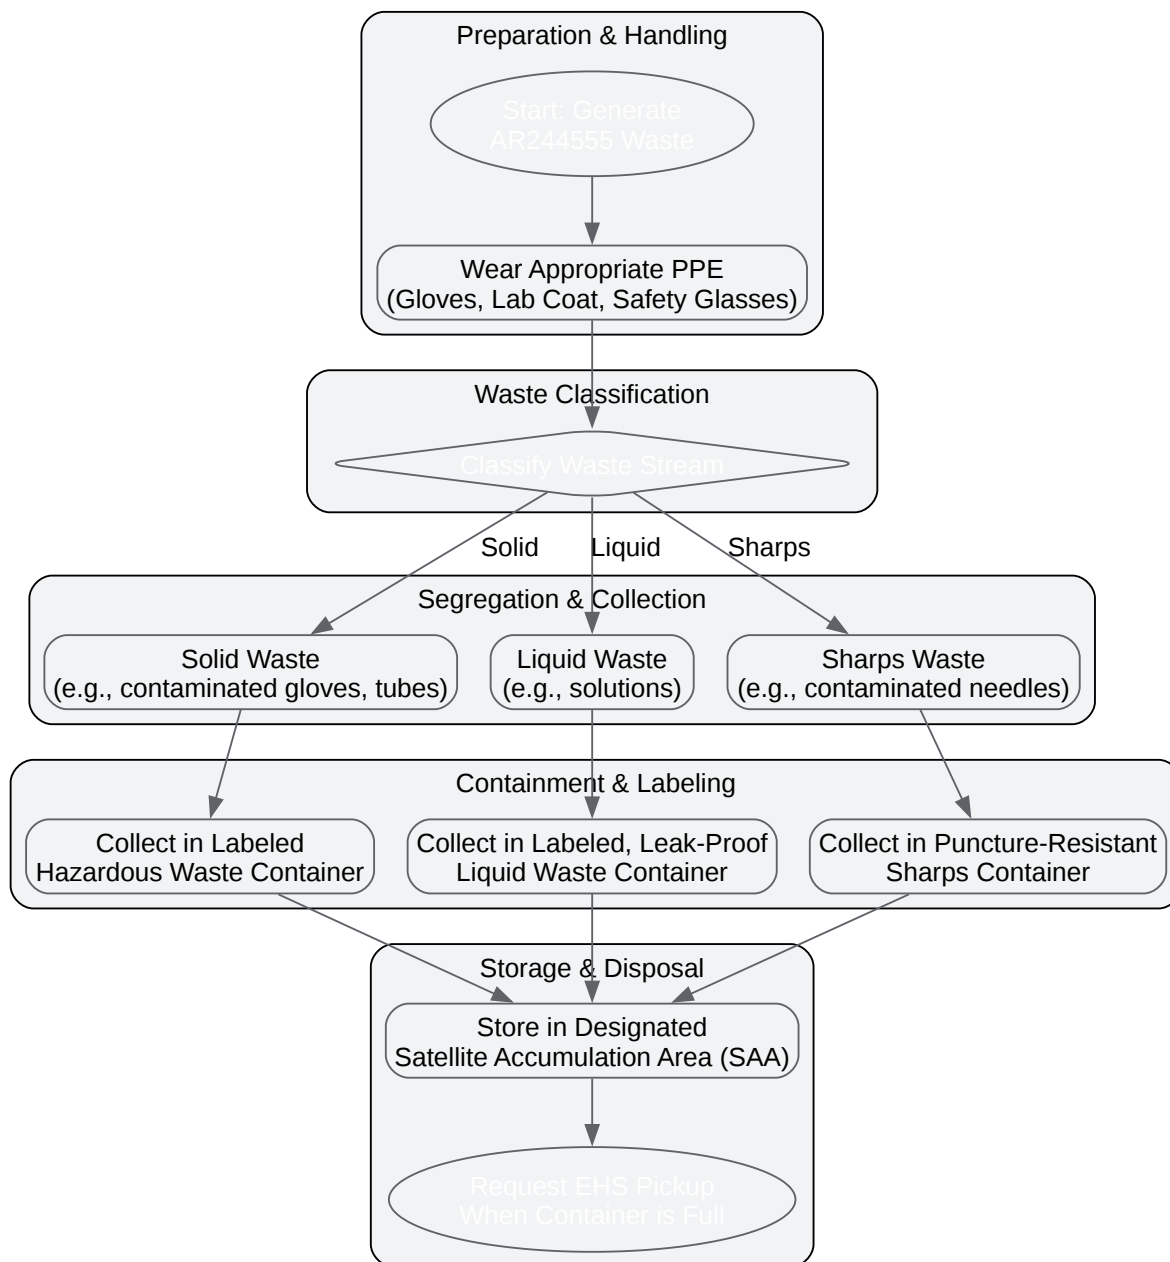 Preparation & Handling
Start: Generate
AR244555 Waste
Wear Appropriate PPE
(Gloves, Lab Coat, Safety Glasses)
Waste Classification
Classify Waste Stream
Solid
Liquid
Sharps
Segregation & Collection
Solid Waste
(e.g., contaminated gloves, tubes)
Liquid Waste
(e.g., solutions)
Sharps Waste
(e.g., contaminated needles)
Containment & Labeling
Collect in Labeled
Hazardous Waste Container
Collect in Labeled, Leak-Proof
Liquid Waste Container
Collect in Puncture-Resistant
Sharps Container
Storage & Disposal
Store in Designated
Satellite Accumulation Area (SAA)
Request EHS Pickup
When Container is Full